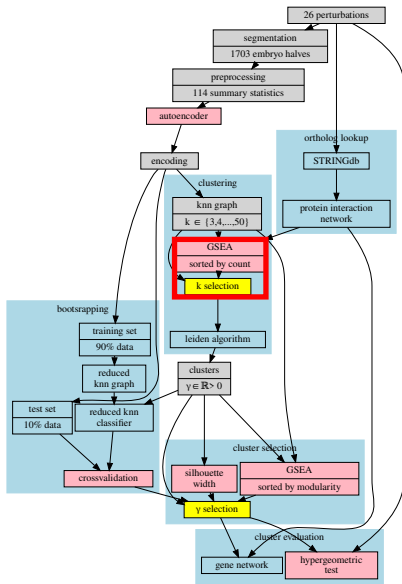 26 perturbations
segmentation
1703 embryo halves
preprocessing
114 summary statistics
autoencoder
ortholog lookup
encoding
STRINGdb
clustering
knn graph
k ∈ {3,4,...,50}
protein interaction
network
GSEA
sorted by count
k selection
bootsrapping
training set
90% data
leiden algorithm
reduced
knn graph
clusters
γ∈ℝ> 0
test set
10% data
reduced knn
classifier
cluster selection
crossvalidation
silhouette
width
GSEA
sorted by modularity
γ selection
cluster evaluation
gene network
hypergeometric
test